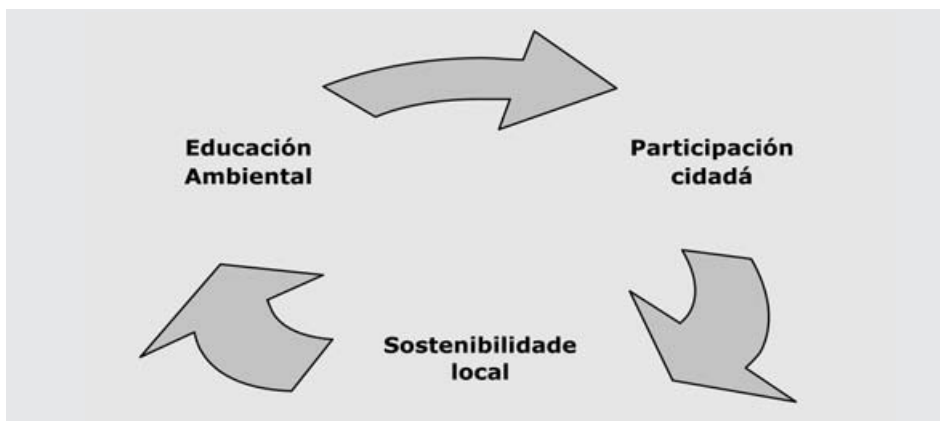 Educación
Ambiental
Participación
cidadá
Sostenibilidade
local